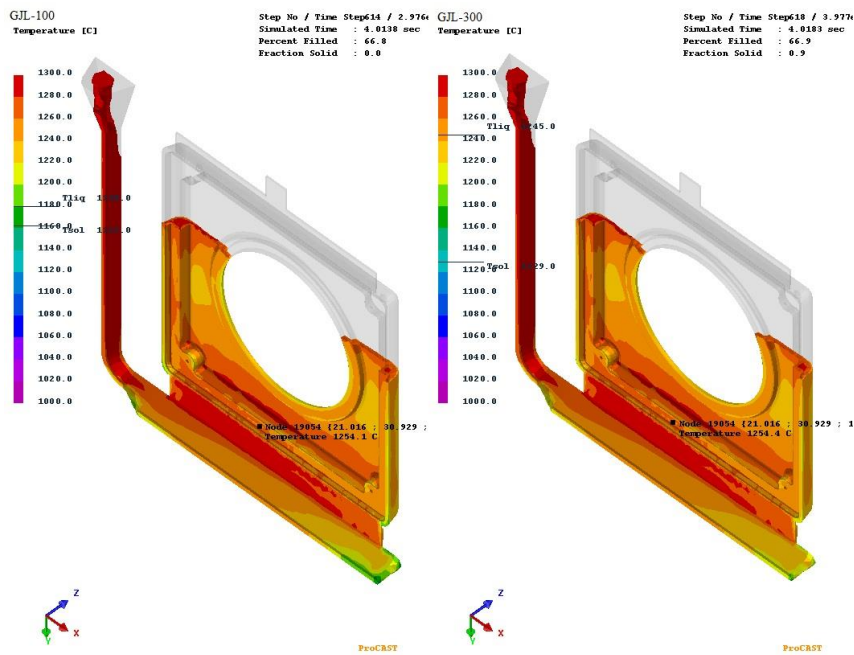 GJL-100
Temperature [C]
Step No / Time Step614 / 2.976e
Simulated Time : 4.0138 sec
Percent Filled : 66.8
Fraction Solid : 0.0
1300.0
1280.0
1260.0
1240.0
1220.0
1200.0
1180.0
Tliq
1160.0
Tsol
1140.0
1120.0
1100.0
1080.0
1060.0
1040.0
1020.0
1000.0
Node 19054 {21.016 ; 30.929 ;
Temperature 1254.1 C
Z
X
Y
ProCAST
GJL-300
Temperature [C]
Step No / Time Step618 / 3.977e
Simulated Time : 4.0183 sec
Percent Filled : 66.9
Fraction Solid : 0.9
1300.0
1280.0
1260.0
Tliq 1245.0
1240.0
1220.0
1200.0
1180.0
1160.0
1140.0
Tsol
1120.0
1100.0
1080.0
1060.0
1040.0
1020.0
1000.0
Node 19054 {21.016 ; 30.929 ; 1
Temperature 1254.4 C
Z
X
Y
ProCAST